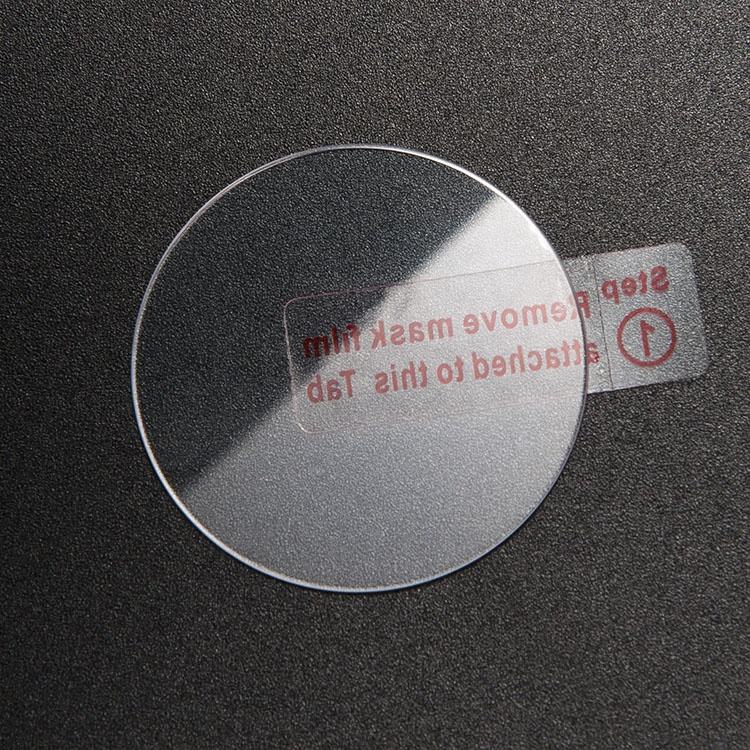 Step ① Remove mask film
attached to this Tab